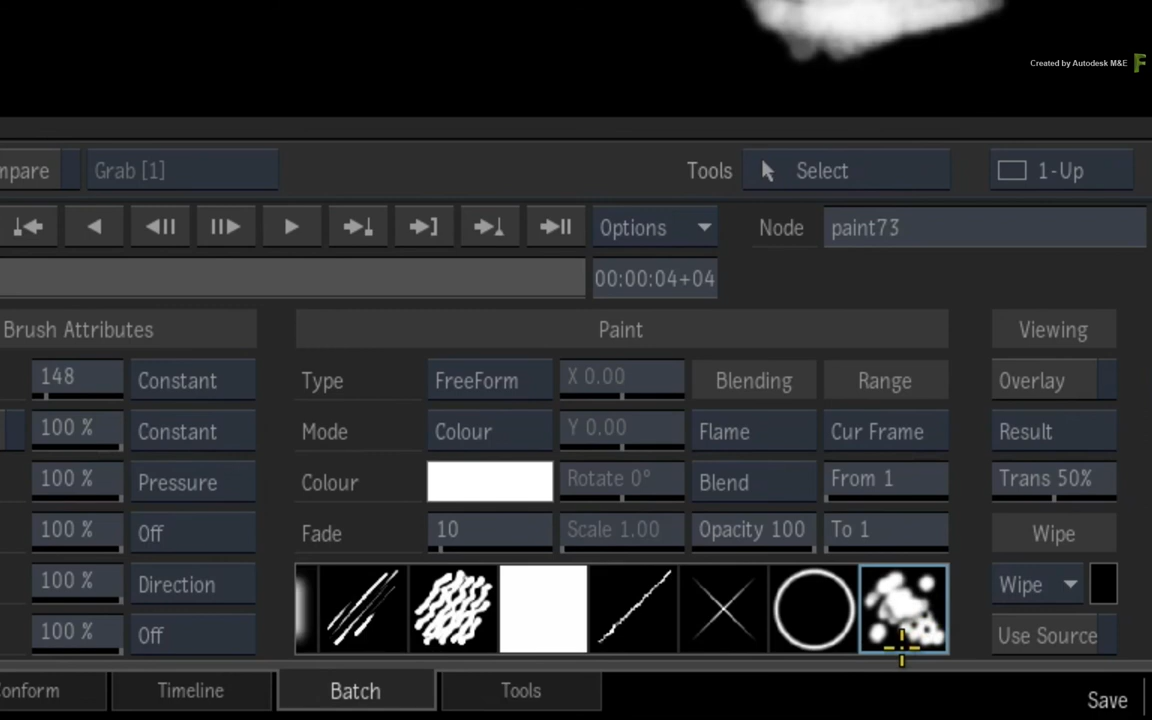 Created by Autodesk M&E
mpare Grab [1] Tools Select 1-Up
Options Node paint73
00:00:04+04
Brush Attributes Paint Viewing
148 Constant Type FreeForm X 0.00 Blending Range Overlay
100 % Constant Mode Colour Y 0.00 Flame Cur Frame Result
100 % Pressure Colour Rotate 0° Blend From 1 Trans 50%
100 % Off Fade 10 Scale 1.00 Opacity 100 To 1 Wipe
100 % Direction Wipe
100 % Off Use Source
onform Timeline Batch Tools Save